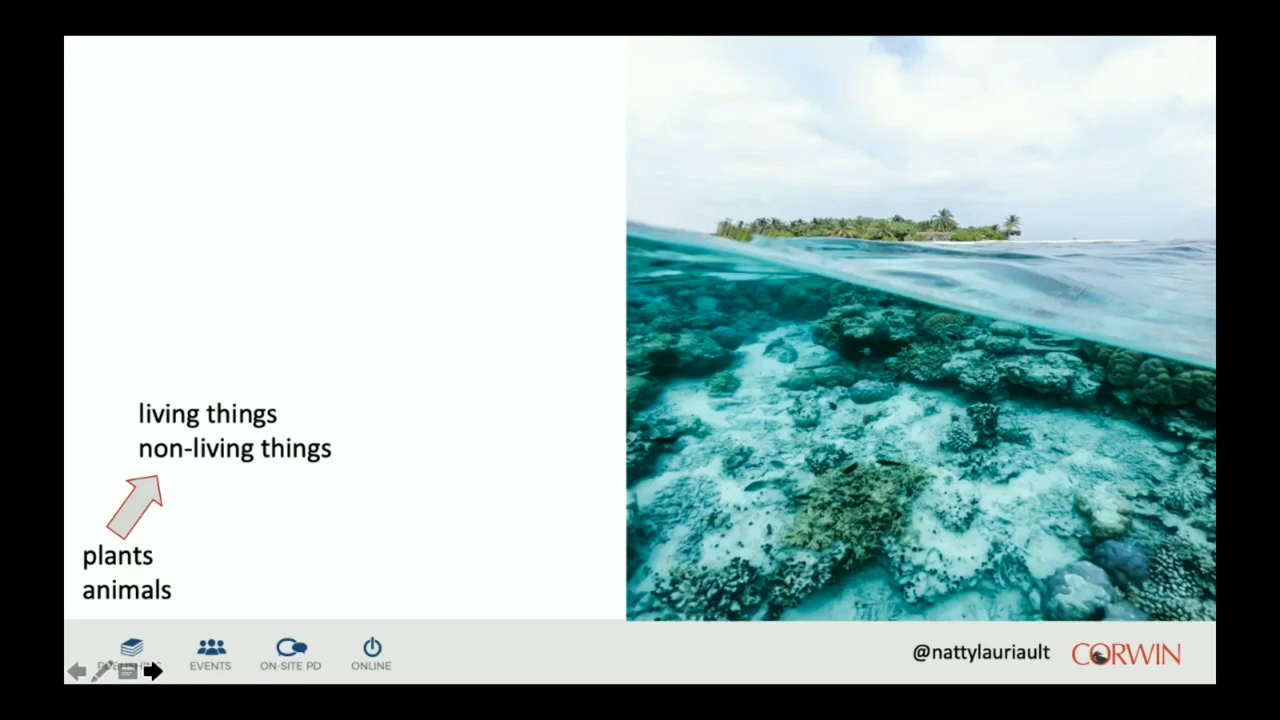 living things
non-living things
plants
animals
EVENTS
ON-SITE PD
ONLINE
@nattylauriault
CORWIN